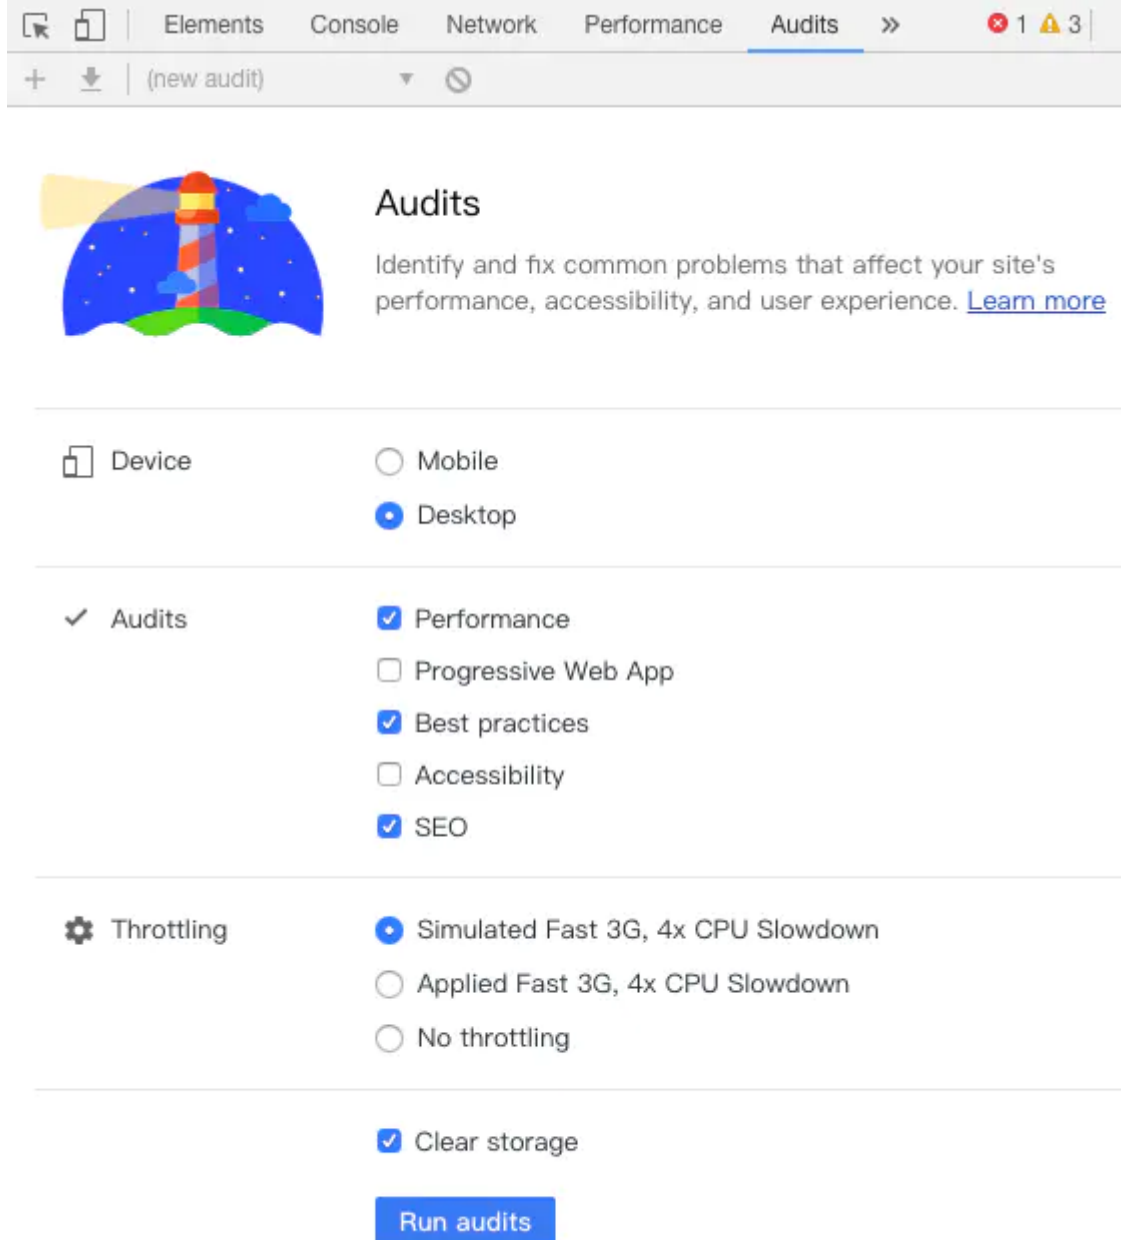 Elements Console Network Performance Audits » 1 3
(new audit)
Audits
Identify and fix common problems that affect your site's
performance, accessibility, and user experience. Learn more
Device
Mobile
Desktop
Audits
Performance
Progressive Web App
Best practices
Accessibility
SEO
Throttling
Simulated Fast 3G, 4x CPU Slowdown
Applied Fast 3G, 4x CPU Slowdown
No throttling
Clear storage
Run audits